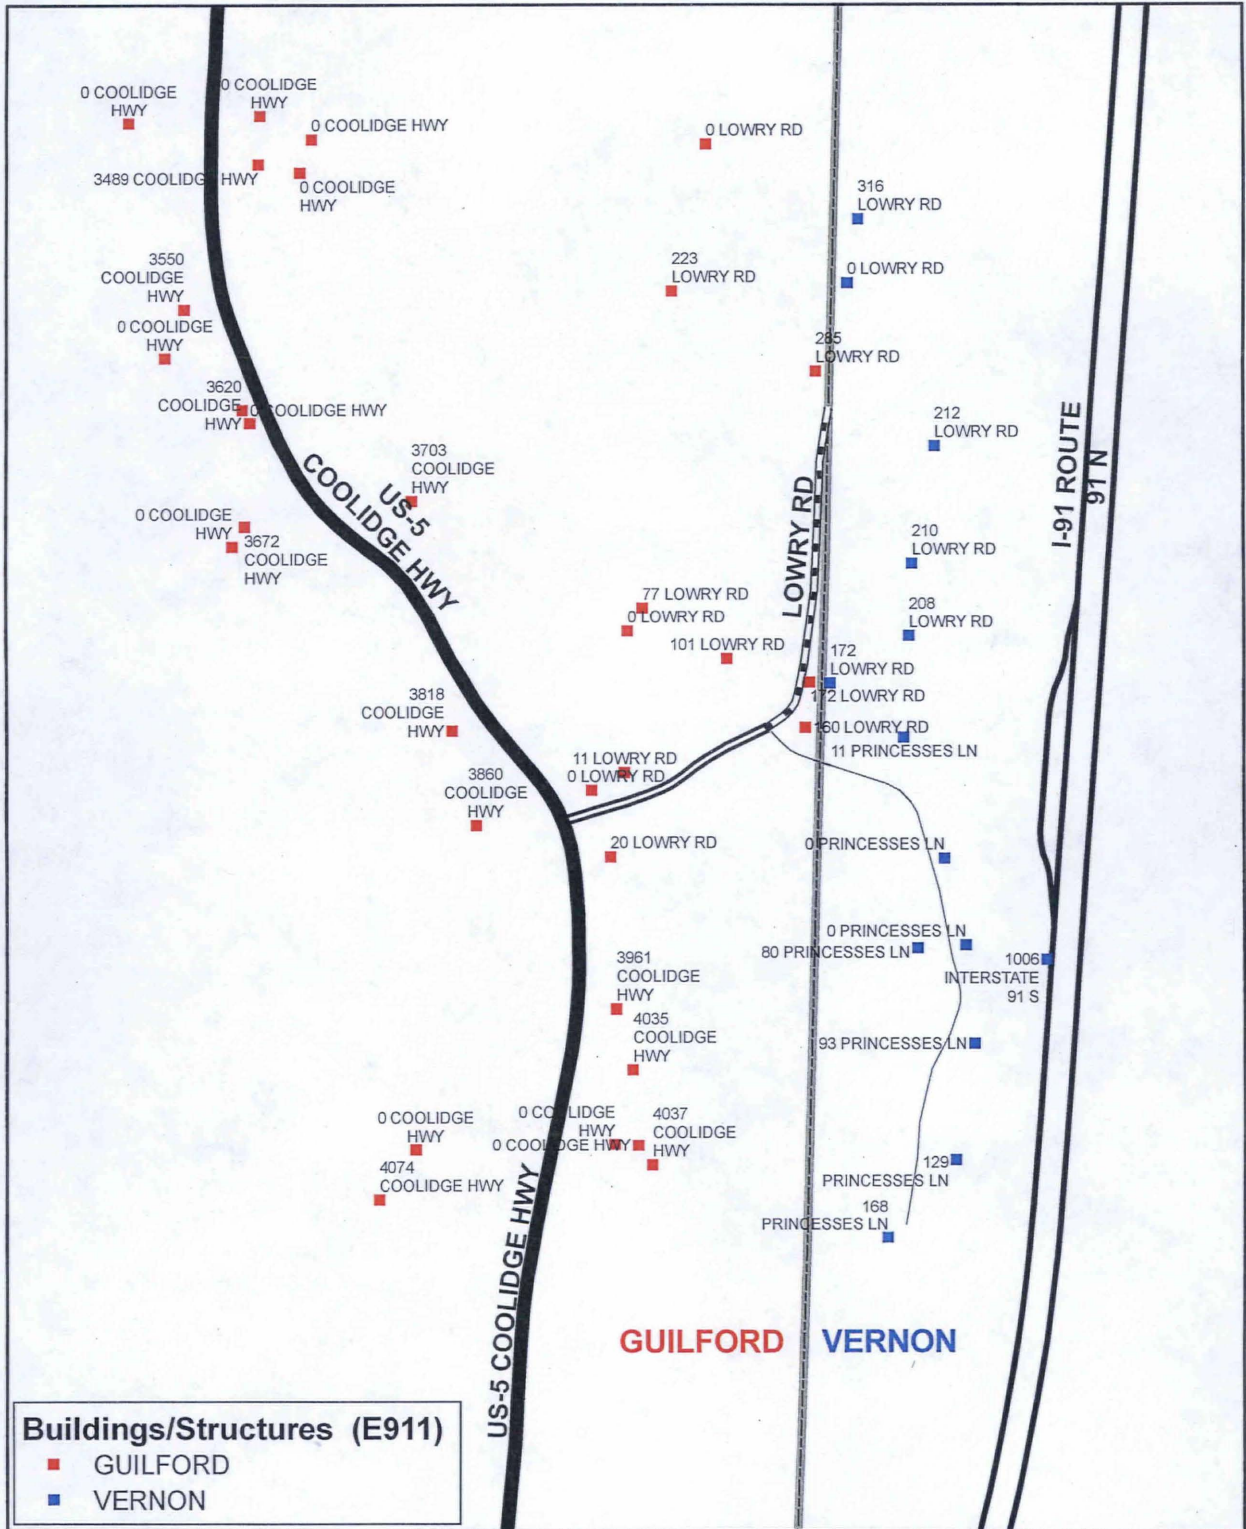 0 COOLIDGE
HWY
0 COOLIDGE
HWY
0 COOLIDGE HWY
3489 COOLIDGE HWY
0 COOLIDGE
HWY
0 LOWRY RD
316
LOWRY RD
3550
COOLIDGE
HWY
223
LOWRY RD
0 LOWRY RD
0 COOLIDGE
HWY
285
LOWRY RD
3620
COOLIDGE
HWY
0 COOLIDGE HWY
212
LOWRY RD
3703
COOLIDGE
HWY
US-5
COOLIDGE HWY
I-91 ROUTE
91 N
LOWRY RD
0 COOLIDGE
HWY
3672
COOLIDGE
HWY
210
LOWRY RD
77 LOWRY RD
0 LOWRY RD
208
LOWRY RD
101 LOWRY RD
172
LOWRY RD
172 LOWRY RD
3818
COOLIDGE
HWY
160 LOWRY RD
11 PRINCESSES LN
11 LOWRY RD
0 LOWRY RD
3860
COOLIDGE
HWY
20 LOWRY RD
0 PRINCESSES LN
0 PRINCESSES LN
80 PRINCESSES LN
3961
COOLIDGE
HWY
1006
INTERSTATE
91 S
4035
COOLIDGE
HWY
93 PRINCESSES LN
0 COOLIDGE
HWY
0 COOLIDGE
HWY
0 COOLIDGE HWY
4037
COOLIDGE
HWY
4074
COOLIDGE HWY
129
PRINCESSES LN
168
PRINCESSES LN
US-5 COOLIDGE HWY
GUILFORD
VERNON
Buildings/Structures (E911)
GUILFORD
VERNON